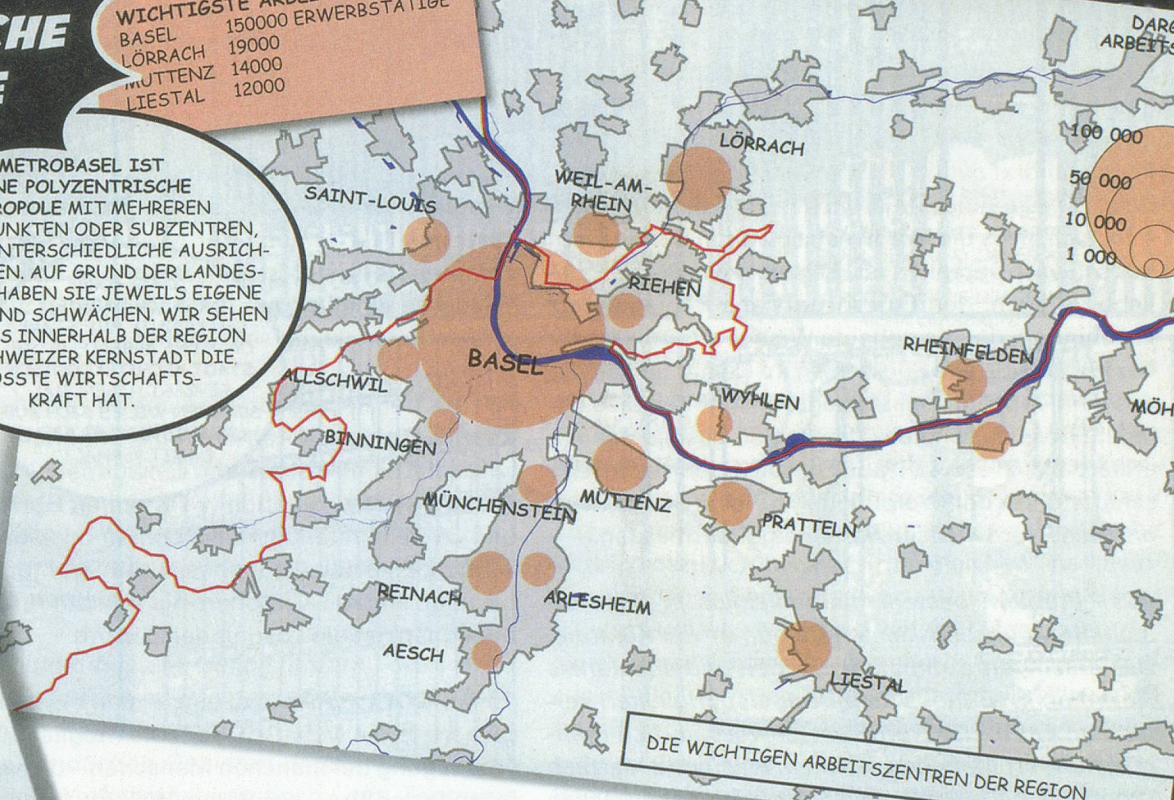 CHE
E
WICHTIGSTE
BASEL 150000 ERWERBSTÄTIGE
LÖRRACH 19000
MUTTENZ 14000
LIESTAL 12000
METROBASEL IST
NE POLYZENTRISCHE
ROPOLE MIT MEHREREN
UNKTEN ODER SUBZENTREN,
NTERSCHIEDLICHE AUSRICH-
EN. AUF GRUND DER LANDES-
HABEN SIE JEWEILS EIGENE
ND SCHWÄCHEN. WIR SEHEN
S INNERHALB DER REGION
HWEIZER KERNSTADT DIE
OSSTE WIRTSCHAFTS-
KRAFT HAT.
DARG
ARBEITS
100 000
50 000
10 000
1 000
LÖRRACH
WEIL-AM-
RHEIN
SAINT-LOUIS
RIEHEN
BASEL
RHEINFELDEN
ALLSCHWIL
WYHLEN
MÖH
BINNINGEN
MÜNCHENSTEIN
MUTTENZ
PRATTELN
REINACH
ARLESHEIM
AESCH
LIESTAL
DIE WICHTIGEN ARBEITSZENTREN DER REGION